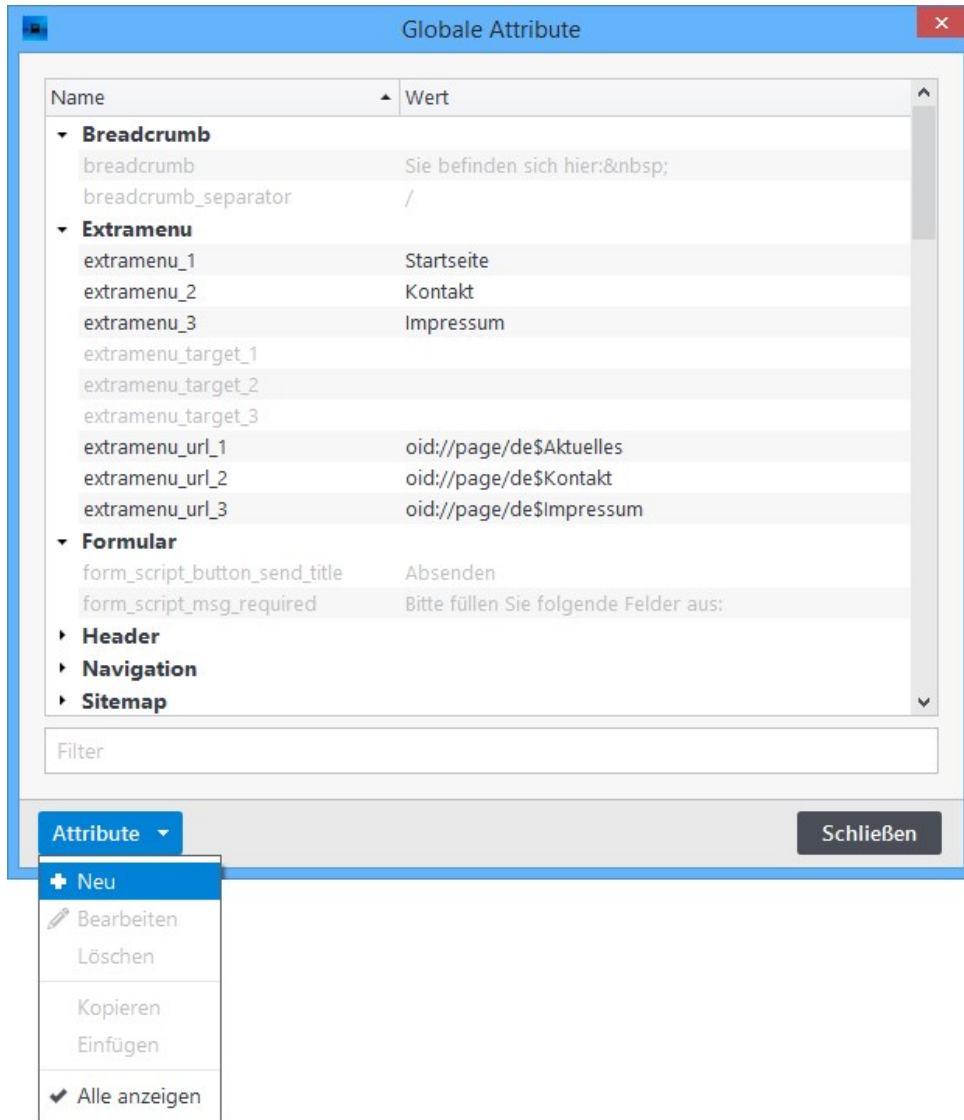 Globale Attribute
Name Wert
Breadcrumb
breadcrumb Sie befinden sich hier:&nbsp;
breadcrumb_separator /
Extramenu
extramenu_1 Startseite
extramenu_2 Kontakt
extramenu_3 Impressum
extramenu_target_1
extramenu_target_2
extramenu_target_3
extramenu_url_1 oid://page/de$Aktuelles
extramenu_url_2 oid://page/de$Kontakt
extramenu_url_3 oid://page/de$Impressum
Formular
form_script_button_send_title Absenden
form_script_msg_required Bitte füllen Sie folgende Felder aus:
Header
Navigation
Sitemap
Filter
Attribute Schließen
Neu
Bearbeiten
Löschen
Kopieren
Einfügen
Alle anzeigen